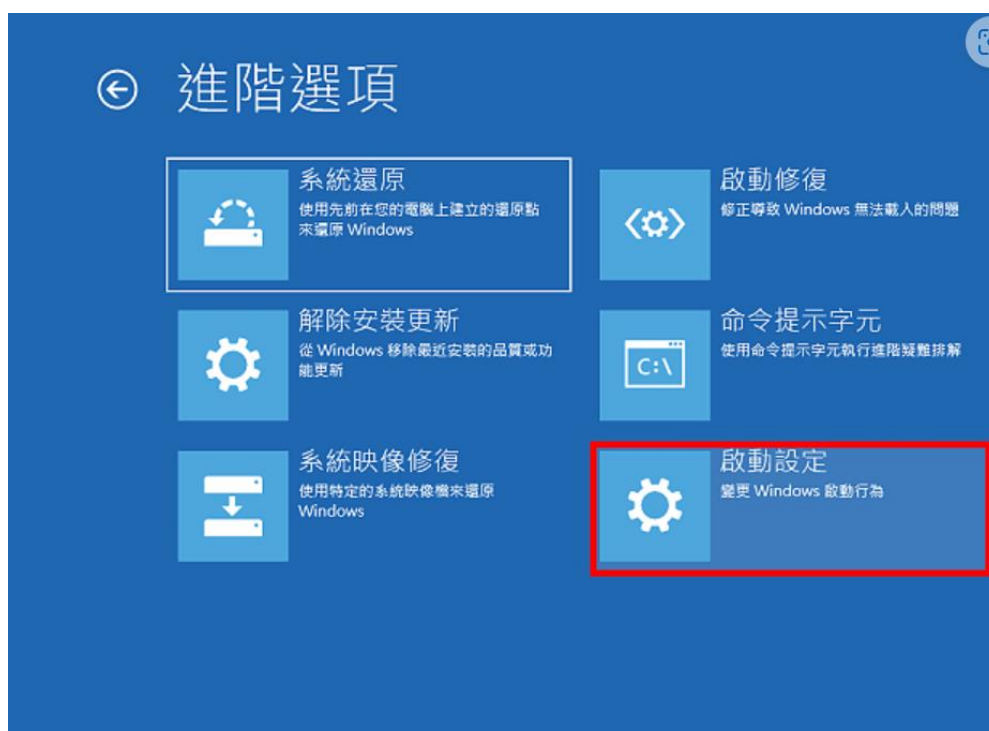 進階選項
系統還原
使用先前在您的電腦上建立的還原點
來還原 Windows
啟動修復
修正導致 Windows 無法載入的問題
解除安裝更新
從 Windows 移除最近安裝的品質或功
能更新
命令提示字元
使用命令提示字元執行進階疑難排解
C:\
系統映像修復
使用特定的系統映像檔來還原
Windows
啟動設定
變更 Windows 啟動行為